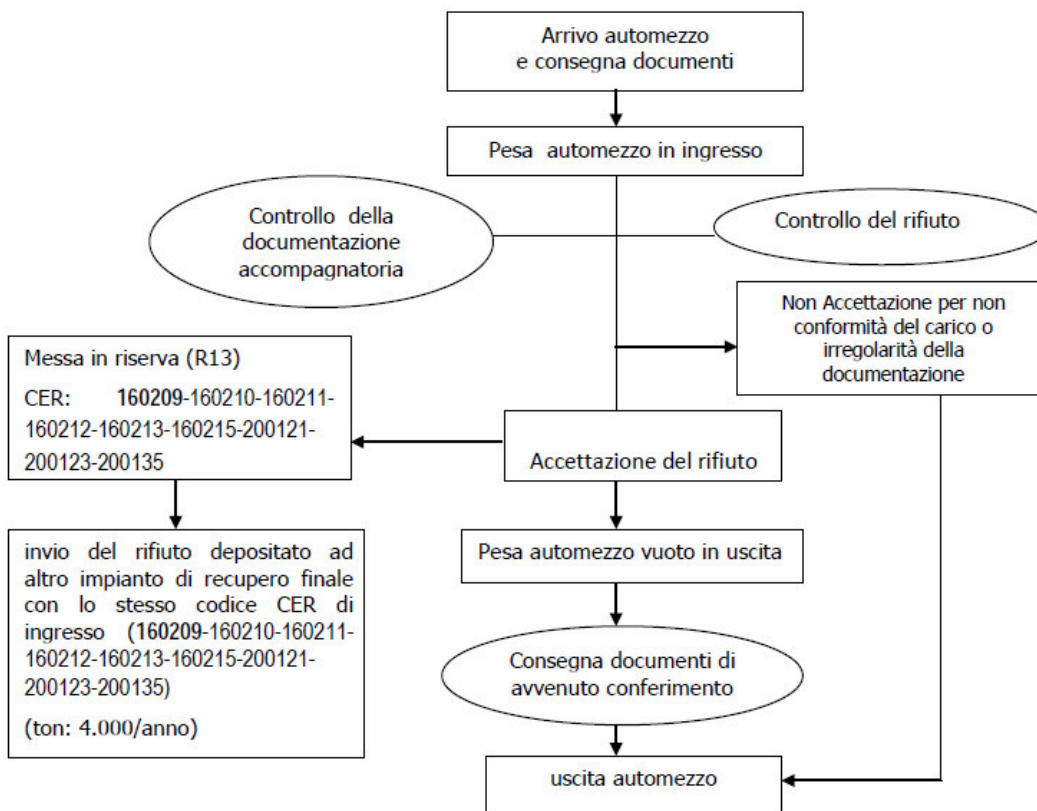 Arrivo automezzo
e consegna documenti
Pesa automezzo in ingresso
Controllo della
documentazione
accompagnatoria
Controllo del rifiuto
Non Accettazione per non
conformità del carico o
irregolarità della
documentazione
Messa in riserva (R13)
CER: 160209-160210-160211-
160212-160213-160215-200121-
200123-200135
Accettazione del rifiuto
invio del rifiuto depositato ad
altro impianto di recupero finale
con lo stesso codice CER di
ingresso (160209-160210-160211-
160212-160213-160215-200121-
200123-200135)
(ton: 4.000/anno)
Pesa automezzo vuoto in uscita
Consegna documenti di
avvenuto conferimento
uscita automezzo